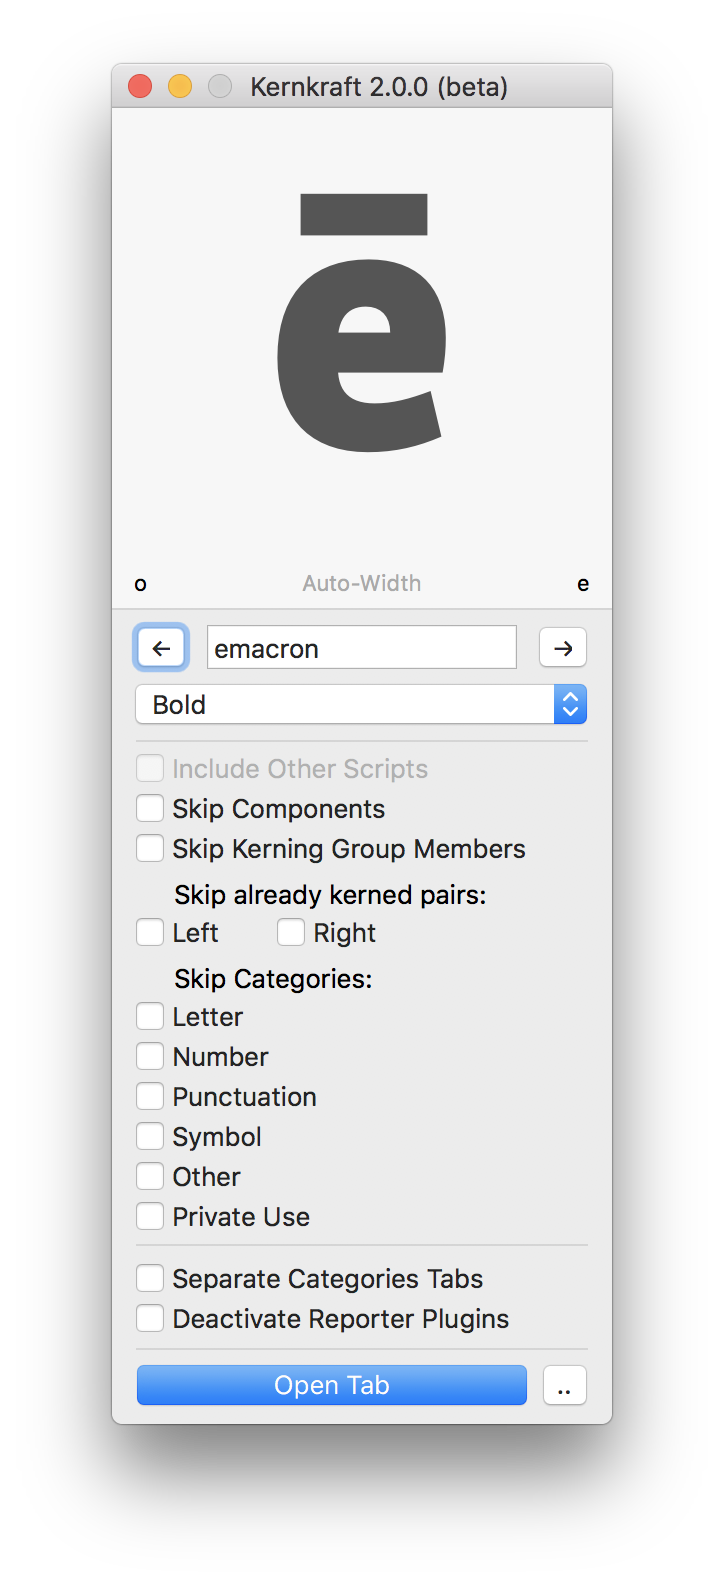 Kernkraft 2.0.0 (beta)
ē
o Auto-Width e
← emacron →
Bold
Include Other Scripts
Skip Components
Skip Kerning Group Members
Skip already kerned pairs:
Left Right
Skip Categories:
Letter
Number
Punctuation
Symbol
Other
Private Use
Separate Categories Tabs
Deactivate Reporter Plugins
Open Tab ..